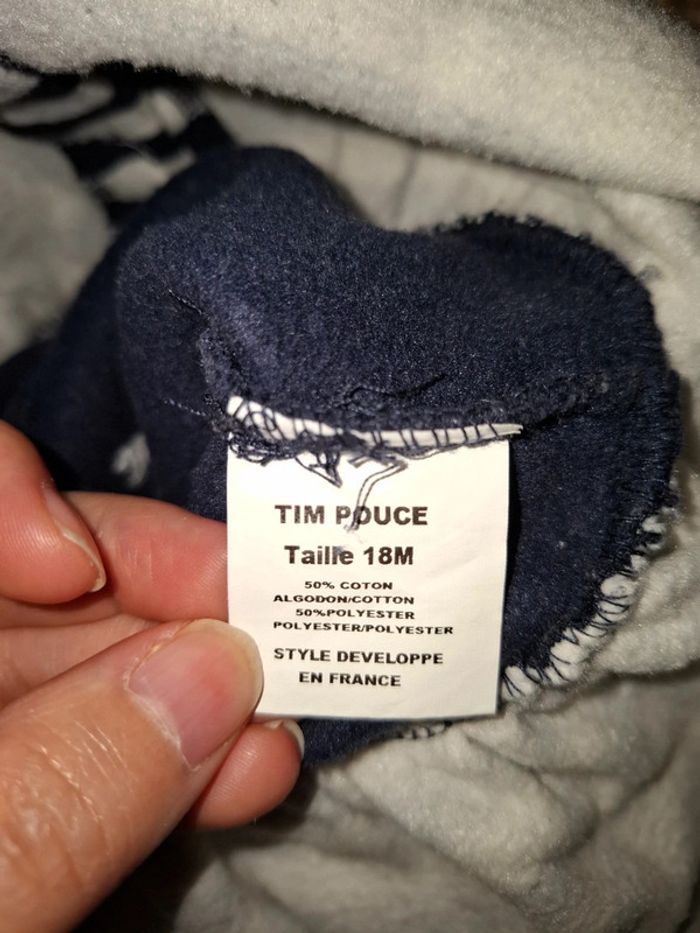 TIM POUCE
Taille 18M
50% COTON
ALGODON/COTTON
50%POLYESTER
POLYESTER/POLYESTER
STYLE DEVELOPPE
EN FRANCE